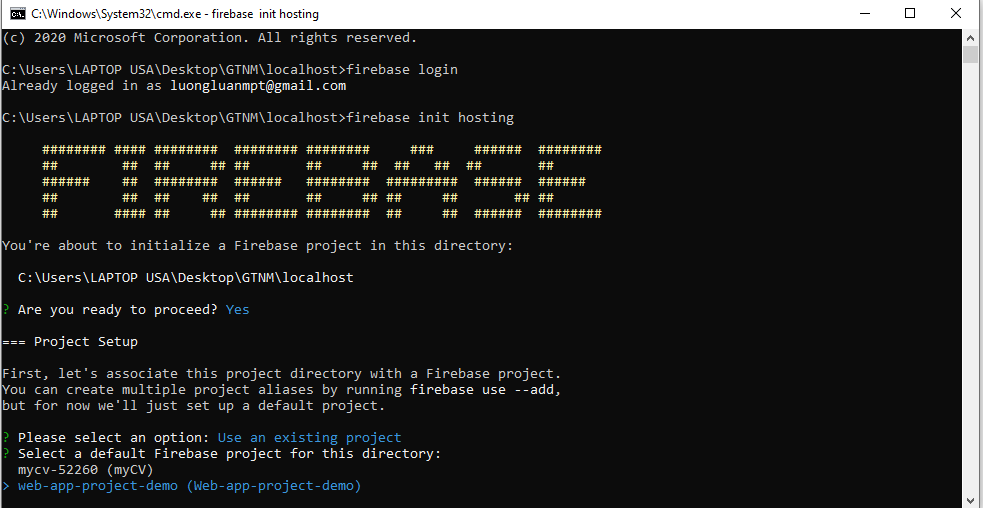 C:\Windows\System32\cmd.exe - firebase  init hosting
(c) 2020 Microsoft Corporation. All rights reserved.
C:\Users\LAPTOP USA\Desktop\GTNM\localhost>firebase login
Already logged in as luongluanmpt@gmail.com
C:\Users\LAPTOP USA\Desktop\GTNM\localhost>firebase init hosting
######## #### ########  ######## ########     ###     ######  ########
##        ##  ##     ## ##       ##     ##  ##   ##  ##       ##
######    ##  ########  ######   ########  #########  ######  ######
##        ##  ##    ##  ##       ##     ## ##     ##       ## ##
##       #### ##     ## ######## ########  ##     ##  ######  ########
You're about to initialize a Firebase project in this directory:
C:\Users\LAPTOP USA\Desktop\GTNM\localhost
? Are you ready to proceed? Yes
=== Project Setup
First, let's associate this project directory with a Firebase project.
You can create multiple project aliases by running firebase use --add,
but for now we'll just set up a default project.
? Please select an option: Use an existing project
? Select a default Firebase project for this directory:
mycv-52260 (myCV)
> web-app-project-demo (Web-app-project-demo)